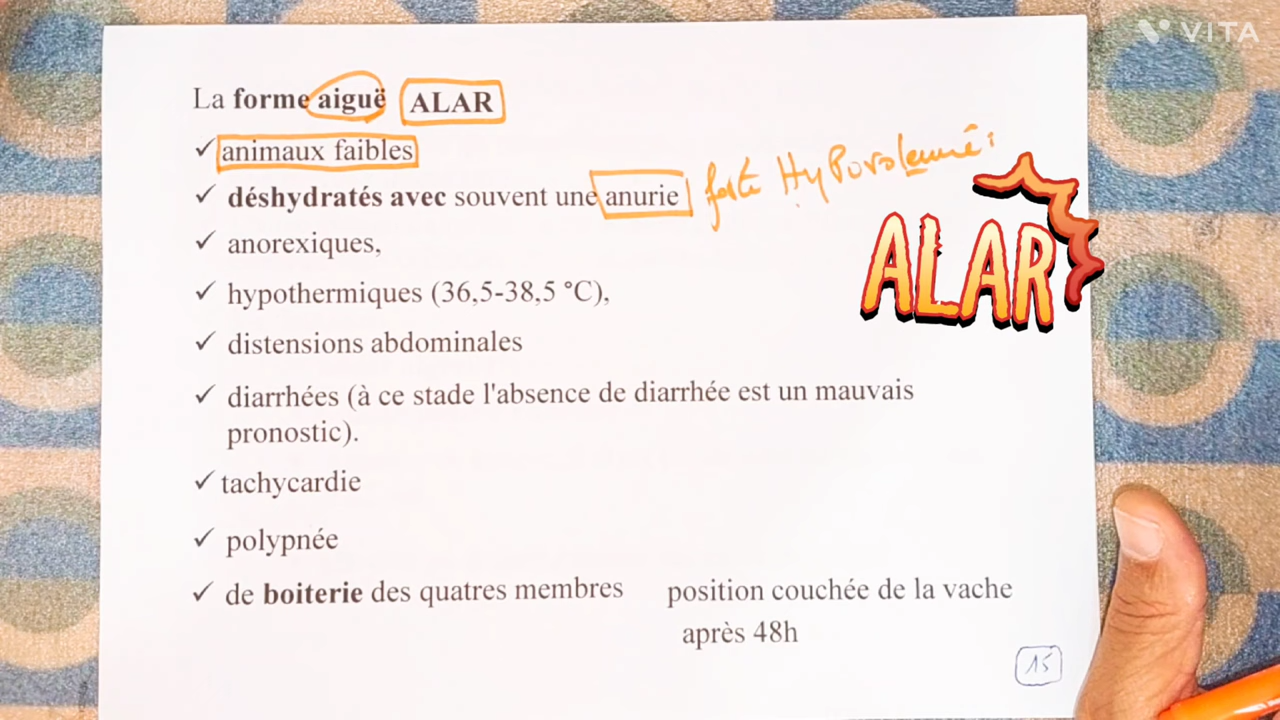 VITA
La forme aiguë ALAR
✓ animaux faibles
✓ déshydratés avec souvent une anurie forte Hypovolémie
ALAR
✓ anorexiques,
✓ hypothermiques (36,5-38,5 °C),
✓ distensions abdominales
✓ diarrhées (à ce stade l'absence de diarrhée est un mauvais
pronostic).
✓ tachycardie
✓ polypnée
✓ de boiterie des quatres membres position couchée de la vache
après 48h
15